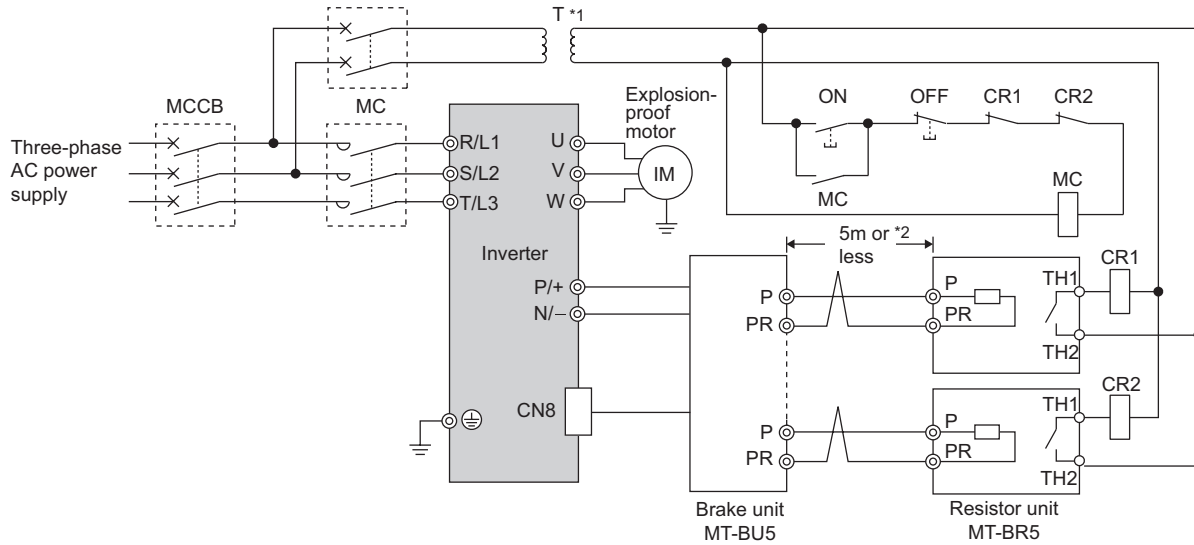 T *1
MCCB
MC
Explosion-
proof
motor
ON
OFF
CR1
CR2
Three-phase
AC power
supply
R/L1
S/L2
T/L3
U
V
W
IM
MC
MC
Inverter
5m or *2
less
P/+
N/−
CN8
P
PR
P
PR
TH1
TH2
CR1
P
PR
P
PR
TH1
TH2
CR2
Brake unit
MT-BU5
Resistor unit
MT-BR5